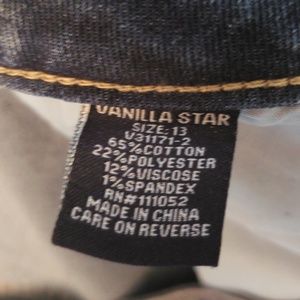 VANILLA STAR
SIZE: 13
V31171-2
65%COTTON
22%POLYESTER
12%VISCOSE
1%SPANDEX
RN#111052
MADE IN CHINA
CARE ON REVERSE